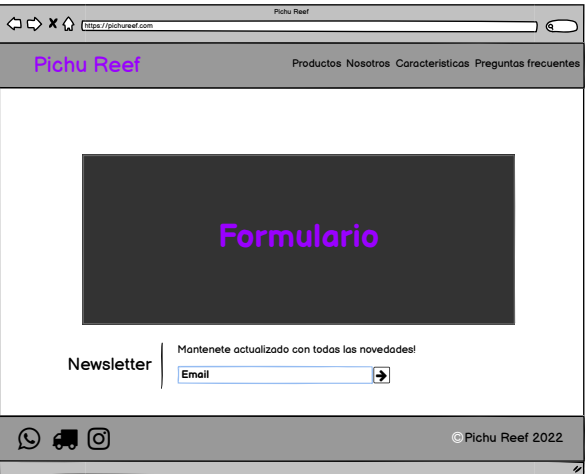 Pichu Reef
https://pichureef.com
Pichu Reef
Productos Nosotros Caracteristicas Preguntas frecuentes
Formulario
Mantenete actualizado con todas las novedades!
Newsletter
Email
©Pichu Reef 2022